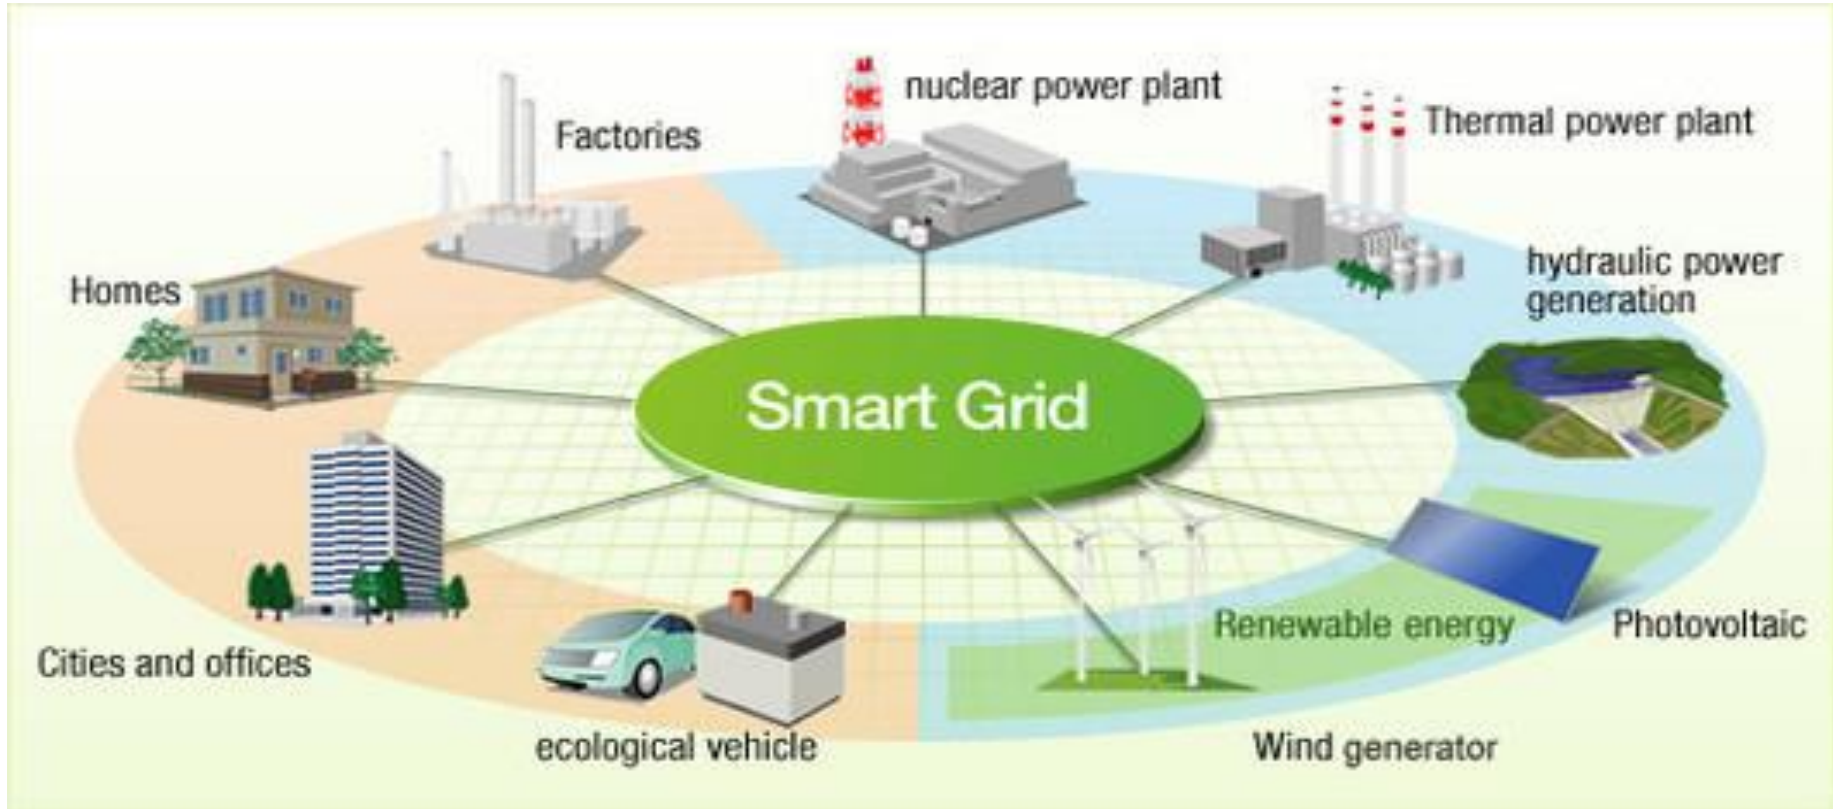 nuclear power plant
Thermal power plant
Factories
hydraulic power
generation
Homes
Smart Grid
Renewable energy
Photovoltaic
Cities and offices
ecological vehicle
Wind generator